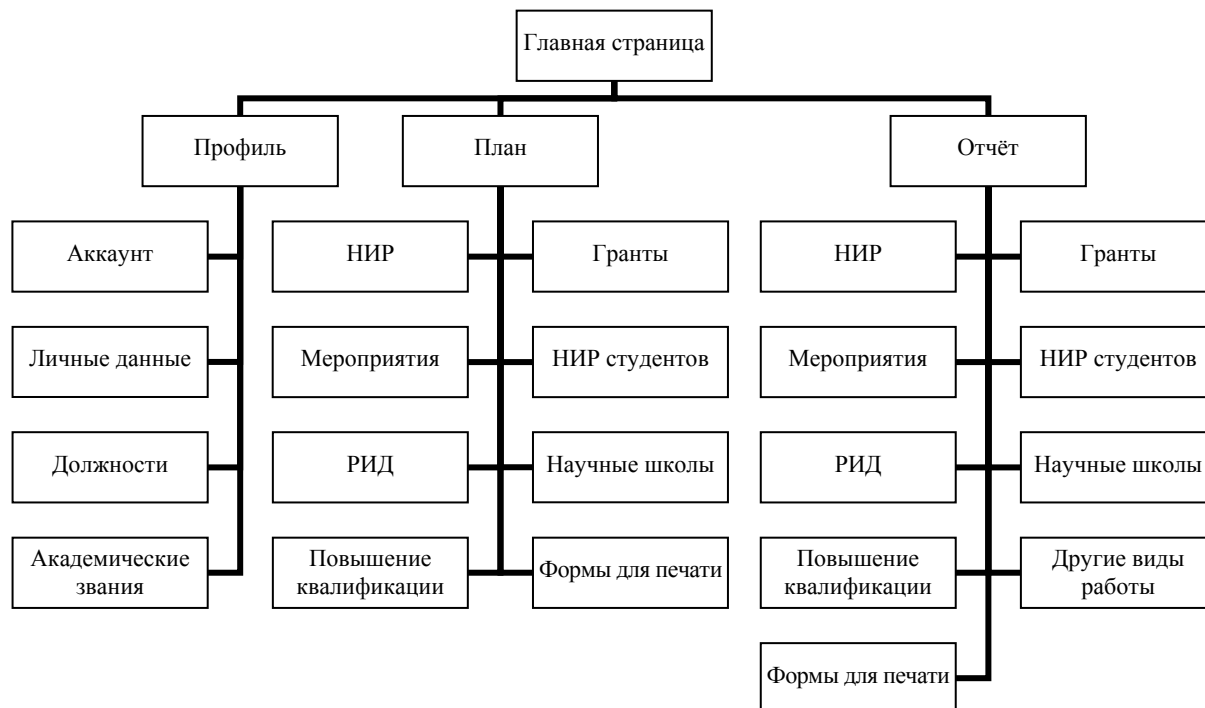 Главная страница
Профиль
План
Отчёт
Аккаунт
НИР
Гранты
НИР
Гранты
Личные данные
Мероприятия
НИР студентов
Мероприятия
НИР студентов
Должности
РИД
Научные школы
РИД
Научные школы
Академические
звания
Повышение
квалификации
Формы для печати
Повышение
квалификации
Другие виды
работы
Формы для печати